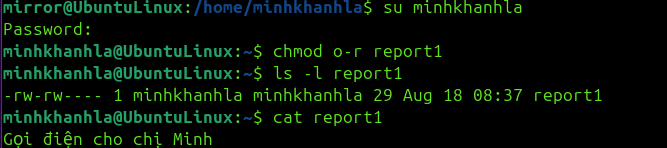 mirror@UbuntuLinux:/home/minhkhanhla$ su minhkhanhla
Password:
minhkhanhla@UbuntuLinux:~$ chmod o-r report1
minhkhanhla@UbuntuLinux:~$ ls -l report1
-rw-rw---- 1 minhkhanhla minhkhanhla 29 Aug 18 08:37 report1
minhkhanhla@UbuntuLinux:~$ cat report1
Gọi điện cho chị Minh